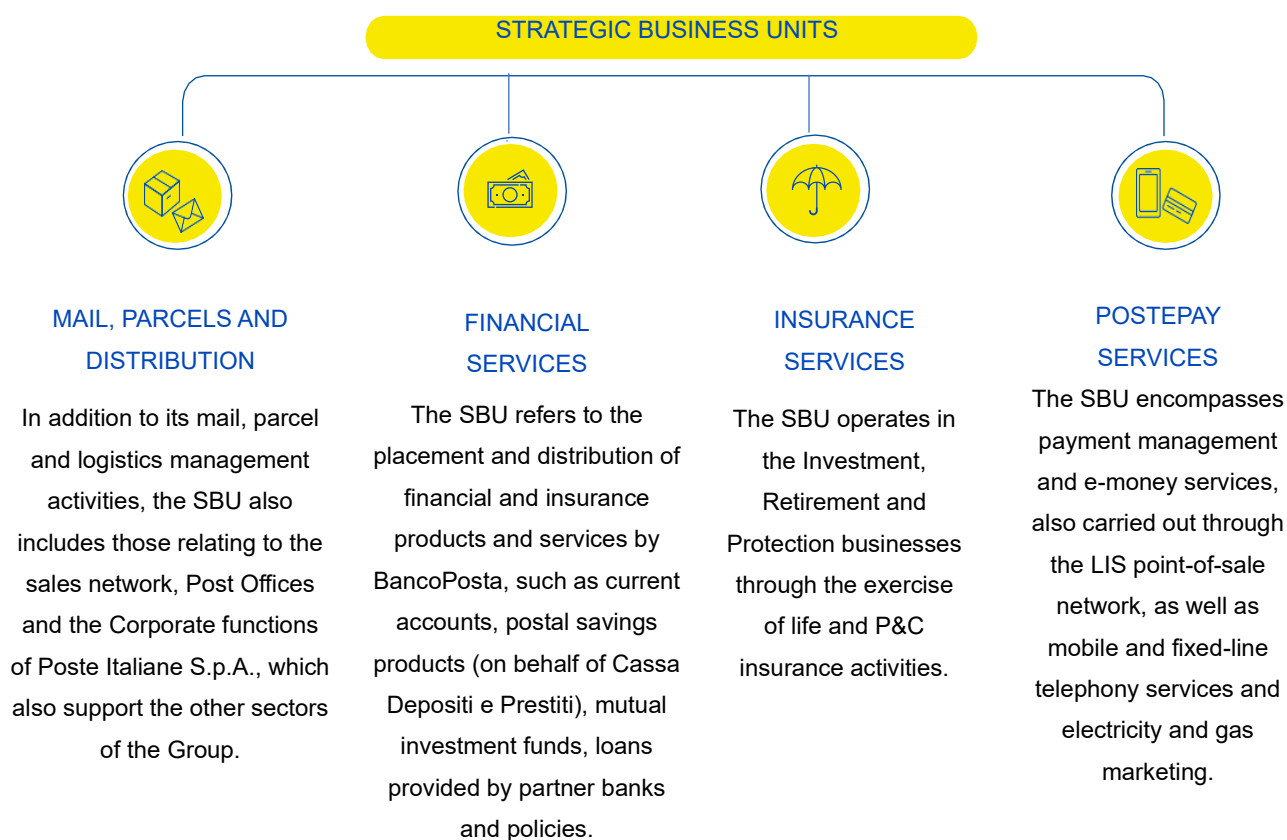 STRATEGIC BUSINESS UNITS
MAIL, PARCELS AND
DISTRIBUTION
In addition to its mail, parcel
and logistics management
activities, the SBU also
includes those relating to the
sales network, Post Offices
and the Corporate functions
of Poste Italiane S.p.A., which
also support the other sectors
of the Group.
FINANCIAL
SERVICES
The SBU refers to the
placement and distribution of
financial and insurance
products and services by
BancoPosta, such as current
accounts, postal savings
products (on behalf of Cassa
Depositi e Prestiti), mutual
investment funds, loans
provided by partner banks
and policies.
INSURANCE
SERVICES
The SBU operates in
the Investment,
Retirement and
Protection businesses
through the exercise
of life and P&C
insurance activities.
POSTEPAY
SERVICES
The SBU encompasses
payment management
and e-money services,
also carried out through
the LIS point-of-sale
network, as well as
mobile and fixed-line
telephony services and
electricity and gas
marketing.